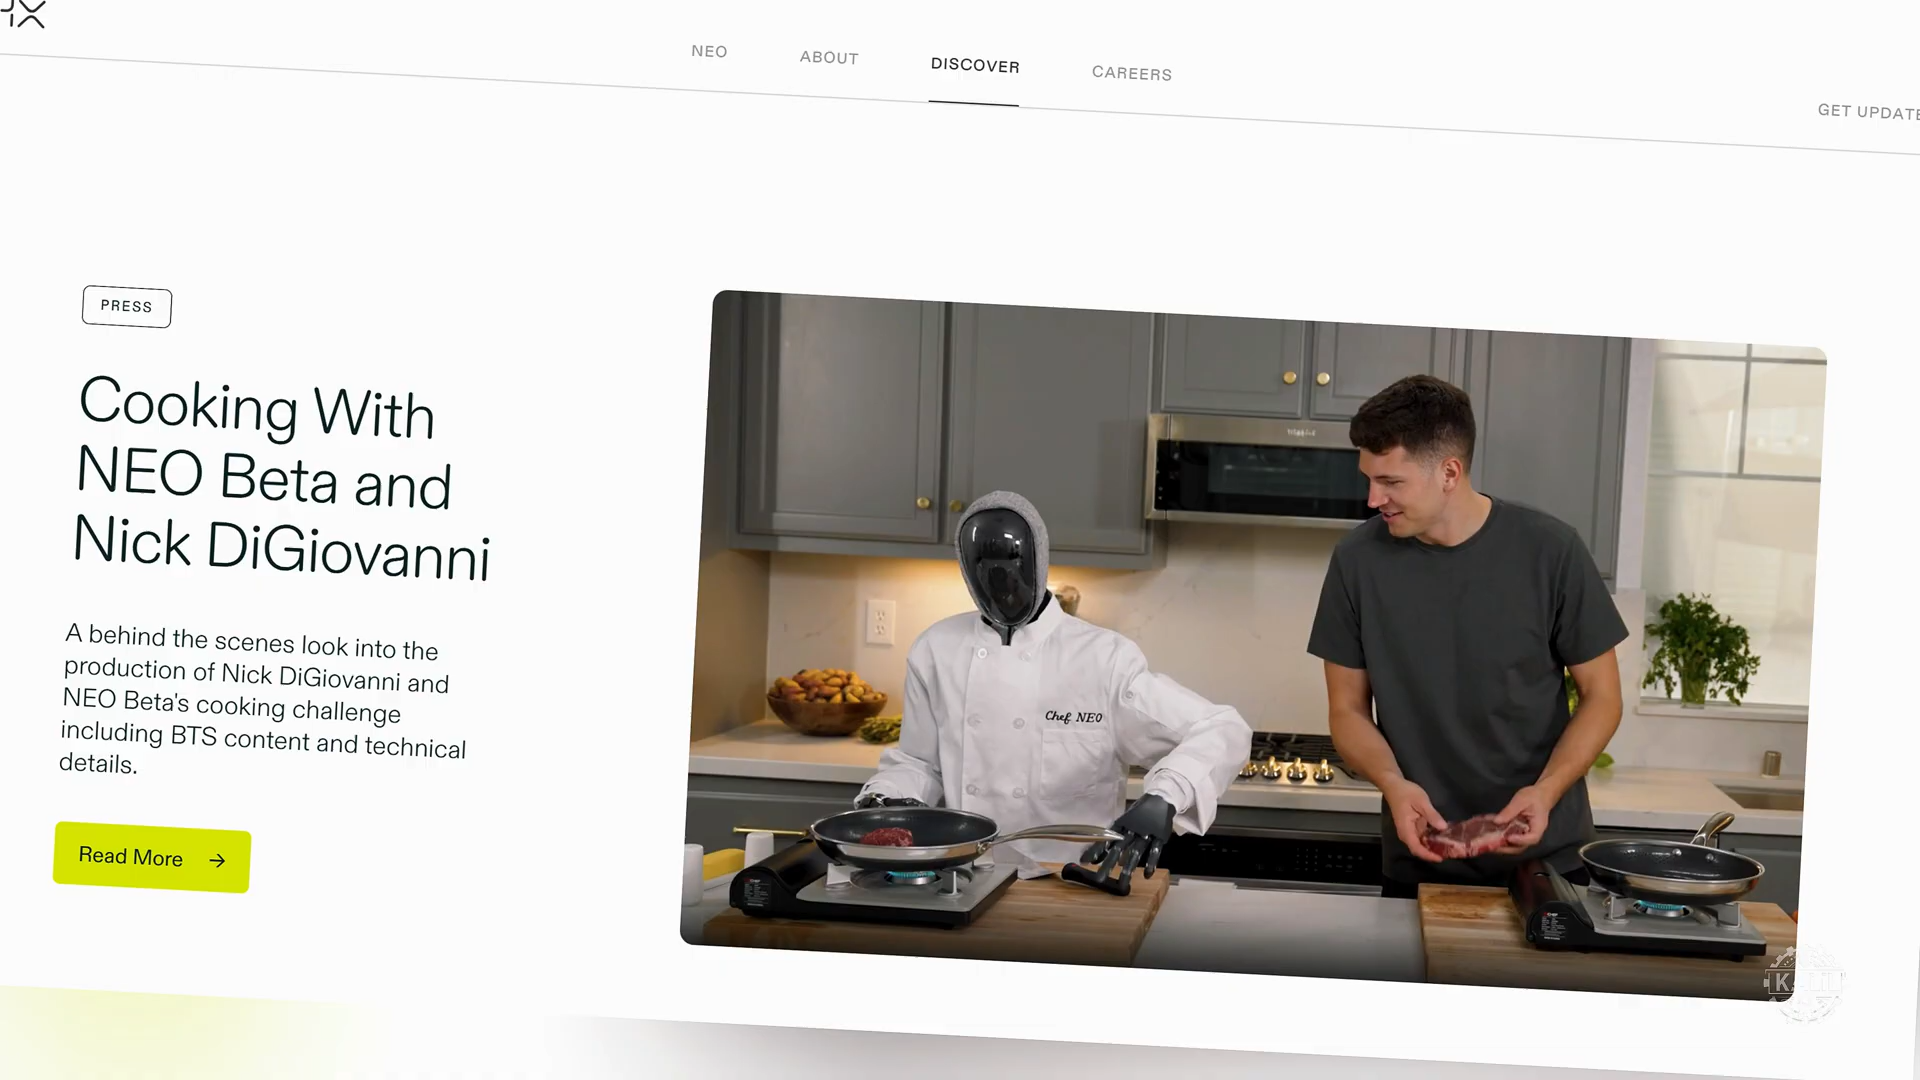 NEO
ABOUT
DISCOVER
CAREERS
GET UPDATE
PRESS
Cooking With
NEO Beta and
Nick DiGiovanni
A behind the scenes look into the
production of Nick DiGiovanni and
NEO Beta's cooking challenge
including BTS content and technical
details.
Read More →
Chef NEO